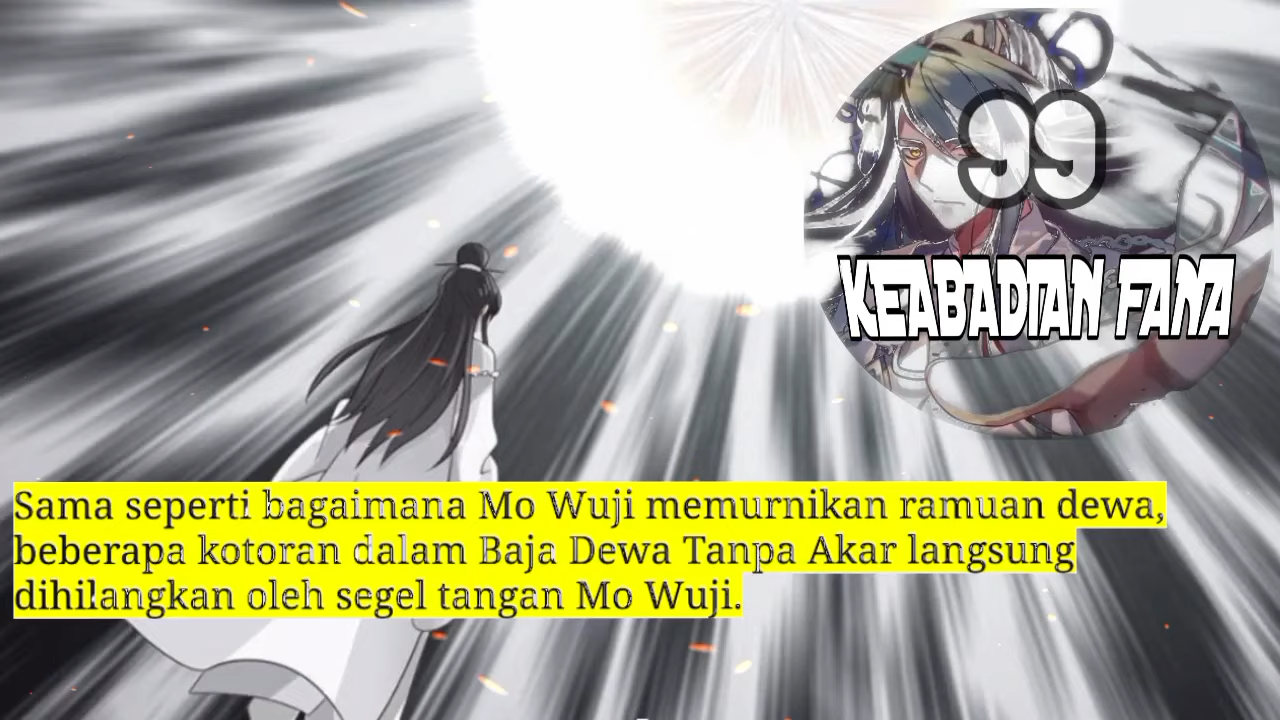 99
KEABADIAN FANA
Sama seperti bagaimana Mo Wuji memurnikan ramuan dewa,
beberapa kotoran dalam Baja Dewa Tanpa Akar langsung
dihilangkan oleh segel tangan Mo Wuji.